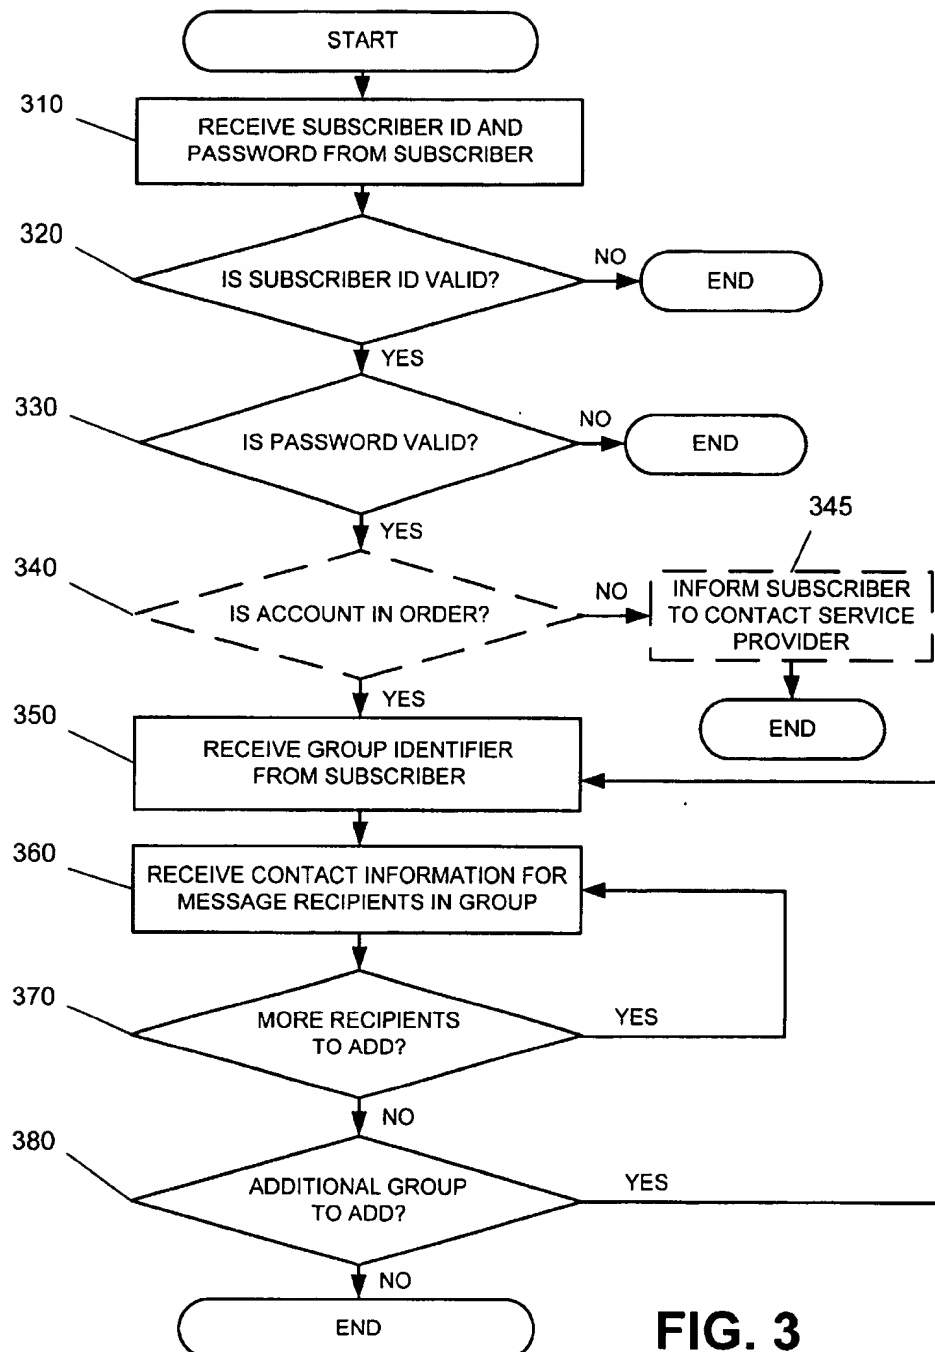 START
310
RECEIVE SUBSCRIBER ID AND
PASSWORD FROM SUBSCRIBER
320
IS SUBSCRIBER ID VALID?
NO
END
YES
330
IS PASSWORD VALID?
NO
END
YES
345
340
IS ACCOUNT IN ORDER?
NO
INFORM SUBSCRIBER
TO CONTACT SERVICE
PROVIDER
YES
END
350
RECEIVE GROUP IDENTIFIER
FROM SUBSCRIBER
360
RECEIVE CONTACT INFORMATION FOR
MESSAGE RECIPIENTS IN GROUP
370
MORE RECIPIENTS
TO ADD?
YES
NO
380
ADDITIONAL GROUP
TO ADD?
YES
NO
END
FIG. 3